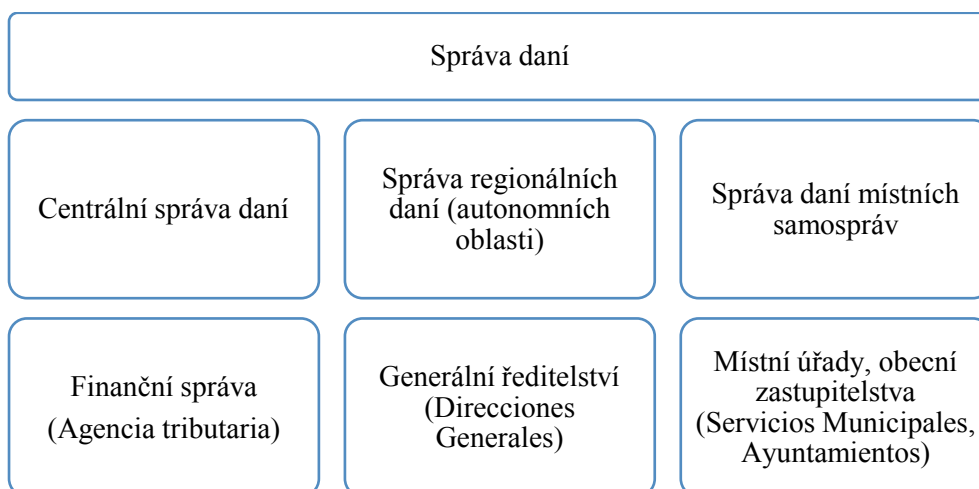 Správa daní
Centrální správa daní
Správa regionálních
daní (autonomních
oblasti)
Správa daní místních
samospráv
Finanční správa
(Agencia tributaria)
Generální ředitelství
(Direcciones
Generales)
Místní úřady, obecní
zastupitelstva
(Servicios Municipales,
Ayuntamientos)